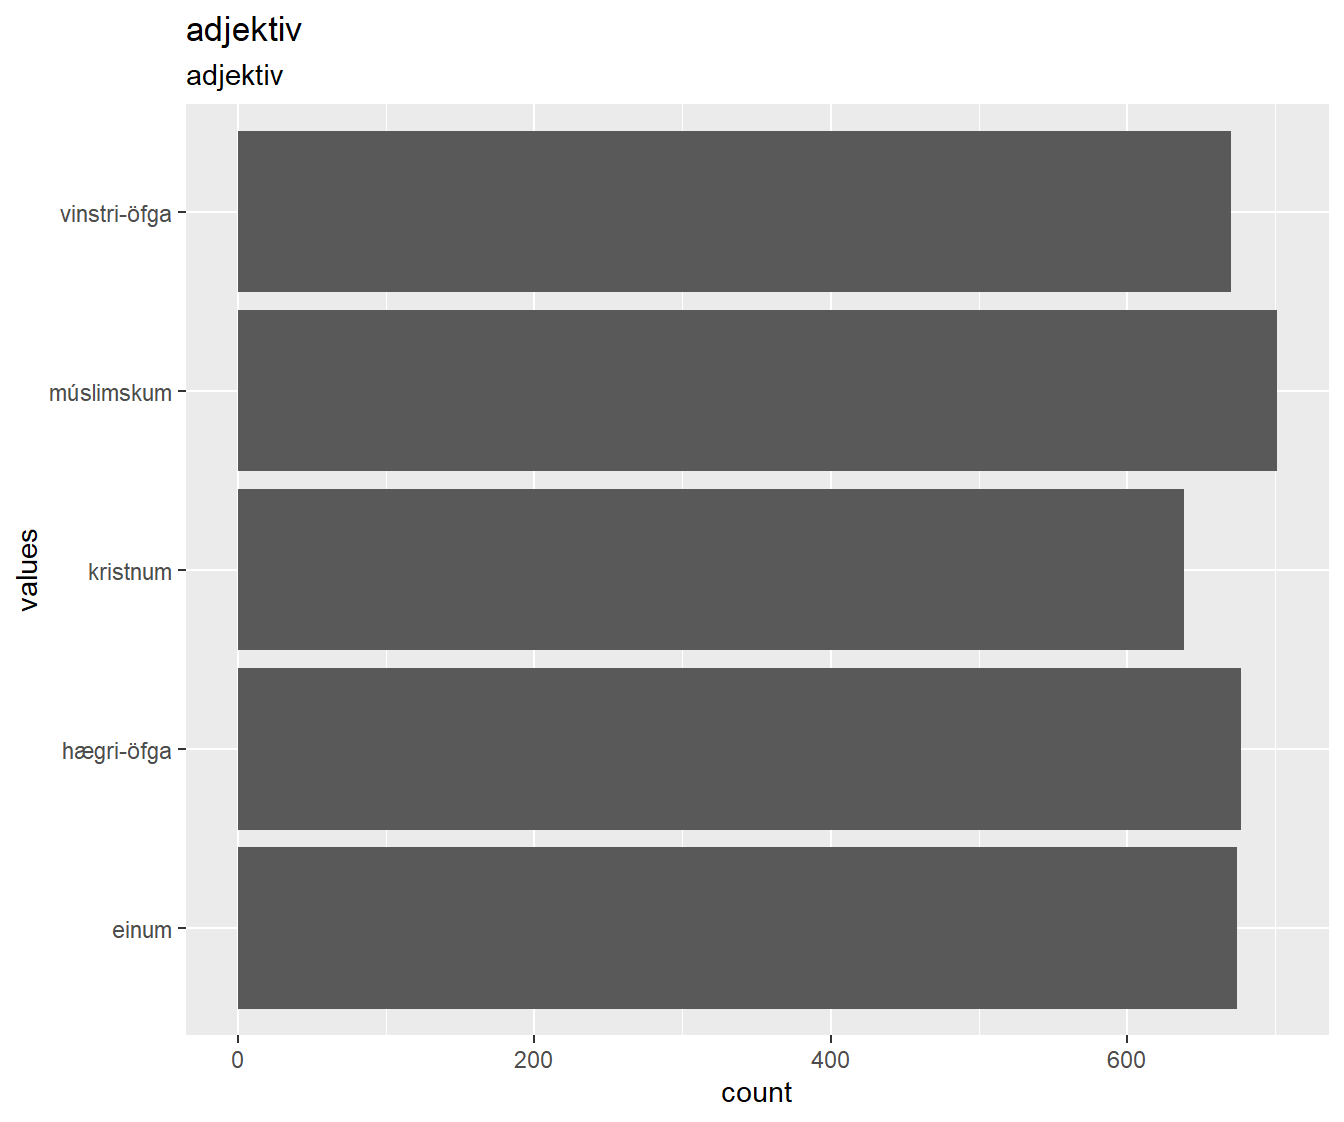 adjektiv
adjektiv
values
vinstri-öfga
múslimskum
kristnum
hægri-öfga
einum
0 200 400 600
count